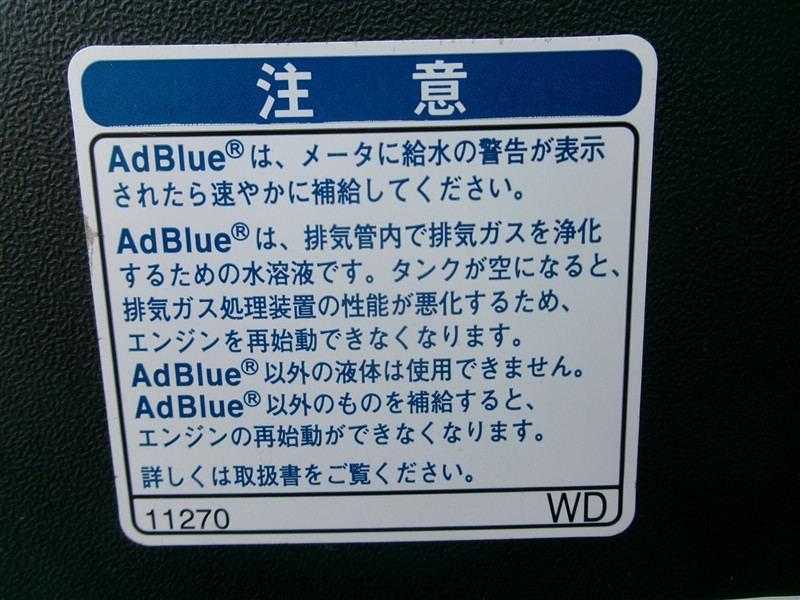 注 意
AdBlue®は、メータに給水の警告が表示
されたら速やかに補給してください。
AdBlue®は、排気管内で排気ガスを浄化
するための水溶液です。タンクが空になると、
排気ガス処理装置の性能が悪化するため、
エンジンを再始動できなくなります。
AdBlue®以外の液体は使用できません。
AdBlue®以外のものを補給すると、
エンジンの再始動ができなくなります。
詳しくは取扱書をご覧ください。
11270 WD